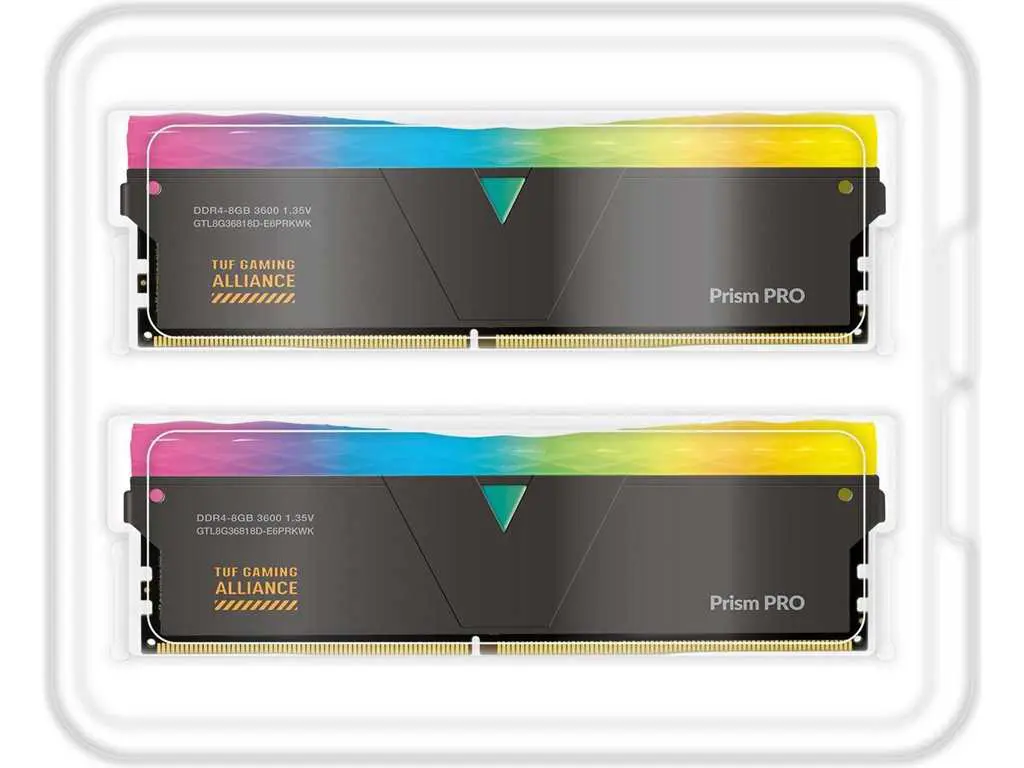 DDR4-8GB 3600 1.35V
GTL8G36818D-E6PRKWK
TUF GAMING
ALLIANCE
Prism PRO
DDR4-8GB 3600 1.35V
GTL8G36818D-E6PRKWK
TUF GAMING
ALLIANCE
Prism PRO